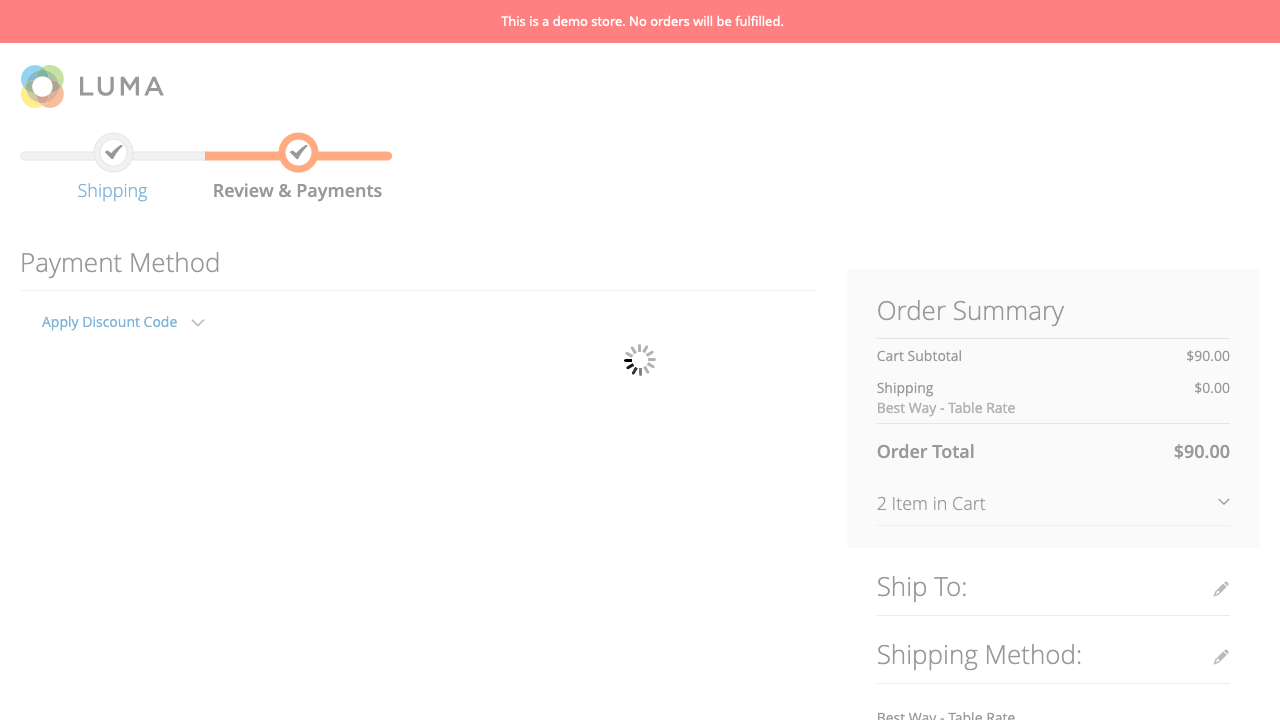 This is a demo store. No orders will be fulfilled.
LUMA
Shipping
Review & Payments
Payment Method
Apply Discount Code
Order Summary
Cart Subtotal $90.00
Shipping $0.00
Best Way - Table Rate
Order Total $90.00
2 Item in Cart
Ship To:
Shipping Method:
Best Way - Table Rate